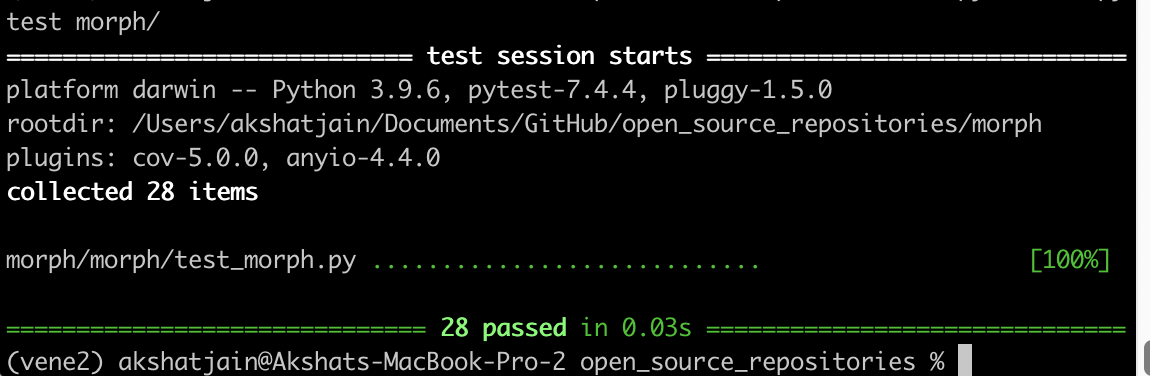 test morph/
============================= test session starts ==============================
platform darwin -- Python 3.9.6, pytest-7.4.4, pluggy-1.5.0
rootdir: /Users/akshatjain/Documents/GitHub/open_source_repositories/morph
plugins: cov-5.0.0, anyio-4.4.0
collected 28 items
morph/morph/test_morph.py ............................ [100%]
============================== 28 passed in 0.03s ==============================
(vene2) akshatjain@Akshats-MacBook-Pro-2 open_source_repositories %